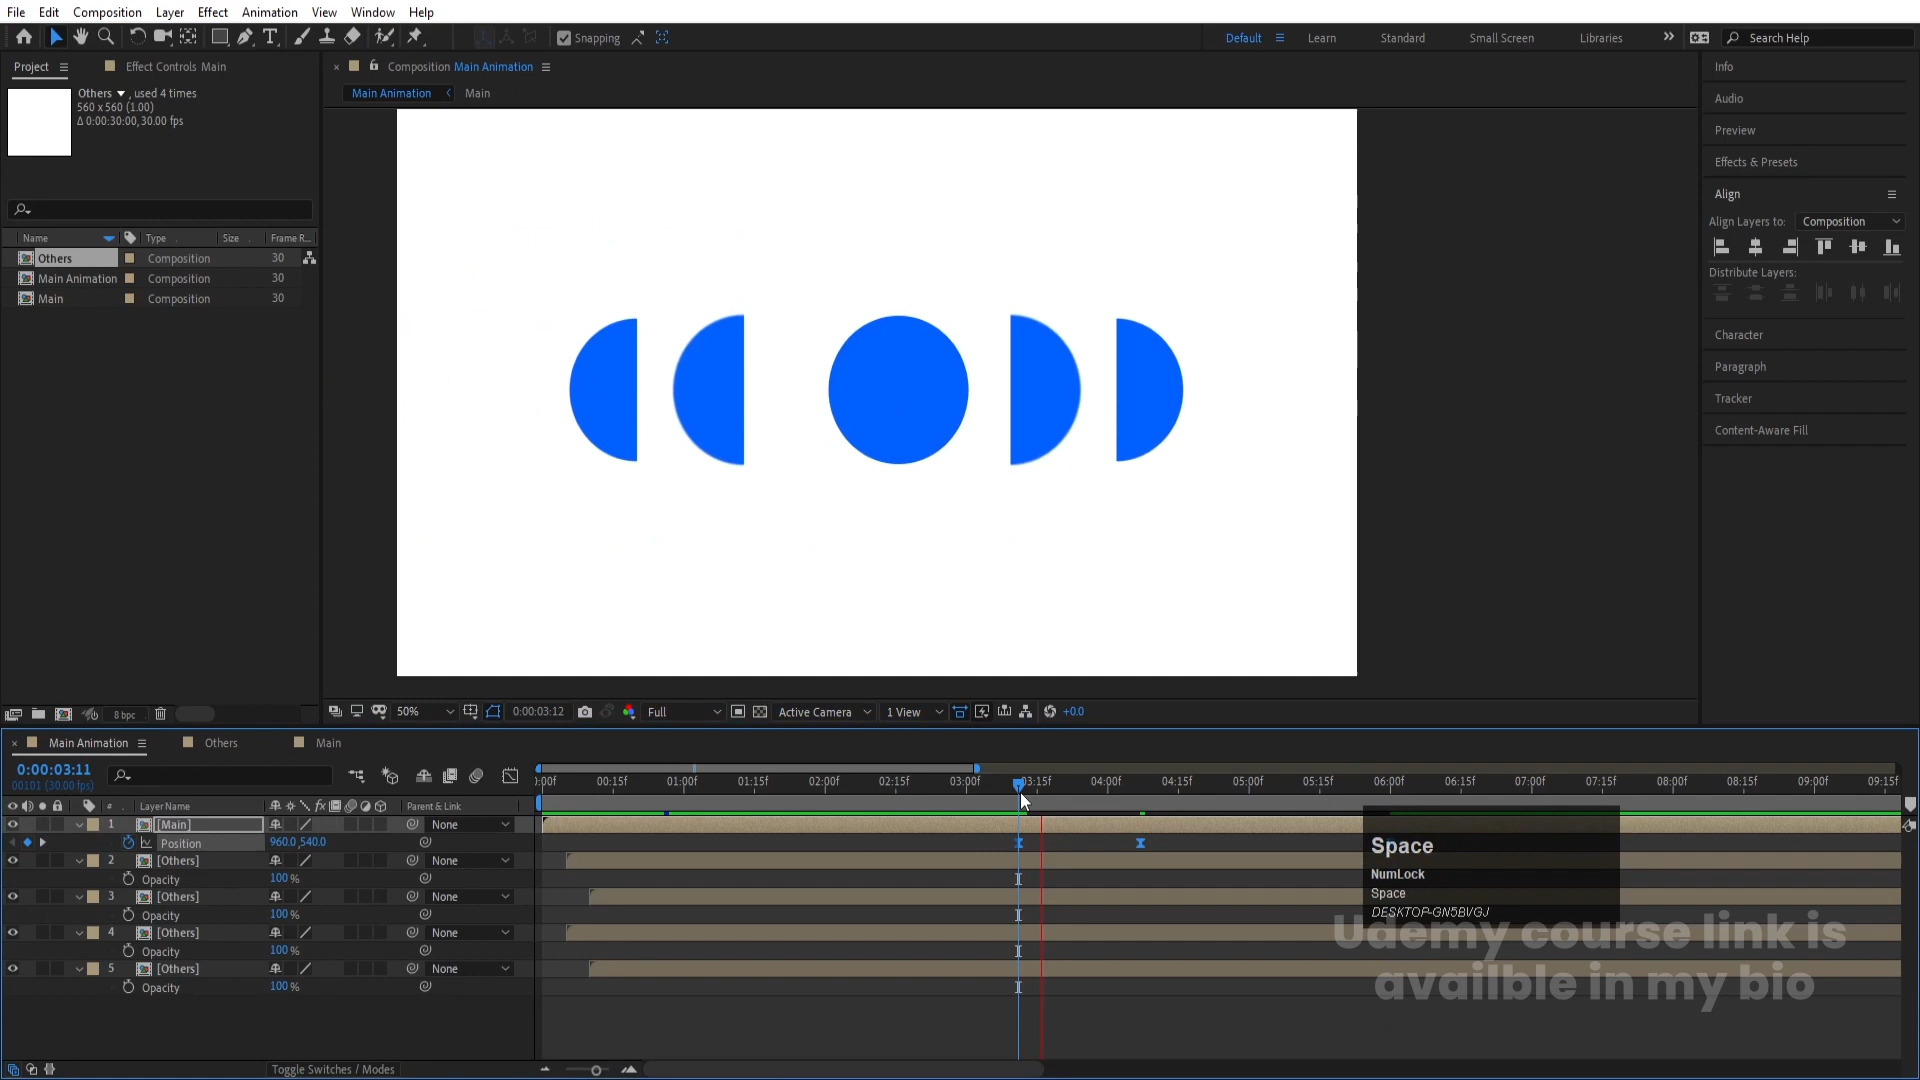 File Edit Composition Layer Effect Animation View Window Help
Snapping Default Learn Standard Small Screen Libraries Search Help
Project Effect Controls Main
Composition Main Animation
Main Animation Main
Others , used 4 times
560 x 560 (1.00)
Δ 0:00:30:00, 30.00 fps
Name Type Size Frame R...
Others Composition 30
Main Animation Composition 30
Main Composition 30
8 bpc
50% 0:00:03:12 Full Active Camera 1 View +0.0
Info
Audio
Preview
Effects & Presets
Align
Align Layers to: Composition
Distribute Layers:
Character
Paragraph
Tracker
Content-Aware Fill
Main Animation Others Main
0:00:03:11
00101 (30.00 fps)
):00f 00:15f 01:00f 01:15f 02:00f 02:15f 03:00f 03:15f 04:00f 04:15f 05:00f 05:15f 06:00f 06:15f 07:00f 07:15f 08:00f 08:15f 09:00f 09:15f
# Layer Name fx Parent & Link
1 [Main] None
Position 960.0,540.0
2 [Others] None
Opacity 100 %
3 [Others] None
Opacity 100 %
4 [Others] None
Opacity 100 %
5 [Others] None
Opacity 100 %
Toggle Switches / Modes
Space
NumLock
Space
DESKTOP-GN5BVGJ
Udemy course link is
availble in my bio